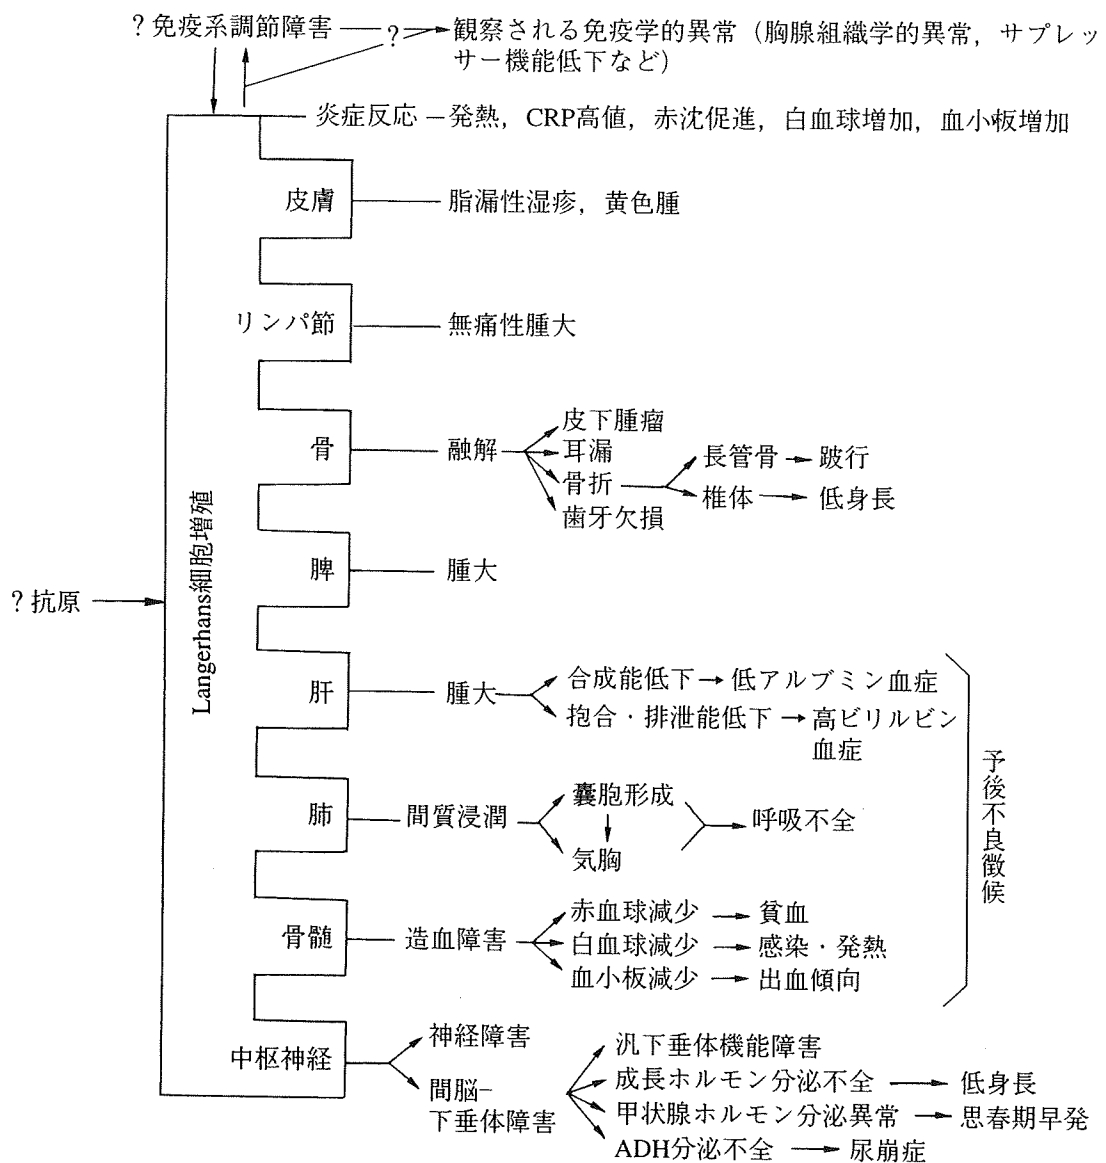 ?免疫系調節障害 ―?→ 観察される免疫学的異常（胸腺組織学的異常，サプレッ
サー機能低下など）
炎症反応 ― 発熱，CRP高値，赤沈促進，白血球増加，血小板増加
皮膚 ― 脂漏性湿疹，黄色腫
リンパ節 ― 無痛性腫大
皮下腫瘤
骨 ― 融解
耳漏
長管骨 → 跛行
骨折
椎体 → 低身長
歯牙欠損
Langerhans細胞増殖
脾 ― 腫大
?抗原
肝 ― 腫大
合成能低下 → 低アルブミン血症
抱合・排泄能低下 → 高ビリルビン
血症
予後不良徴候
肺 ― 間質浸潤
嚢胞形成
呼吸不全
気胸
骨髄 ― 造血障害
赤血球減少 → 貧血
白血球減少 → 感染・発熱
血小板減少 → 出血傾向
中枢神経
神経障害
間脳−
下垂体障害
汎下垂体機能障害
成長ホルモン分泌不全 → 低身長
甲状腺ホルモン分泌異常 → 思春期早発
ADH分泌不全 → 尿崩症